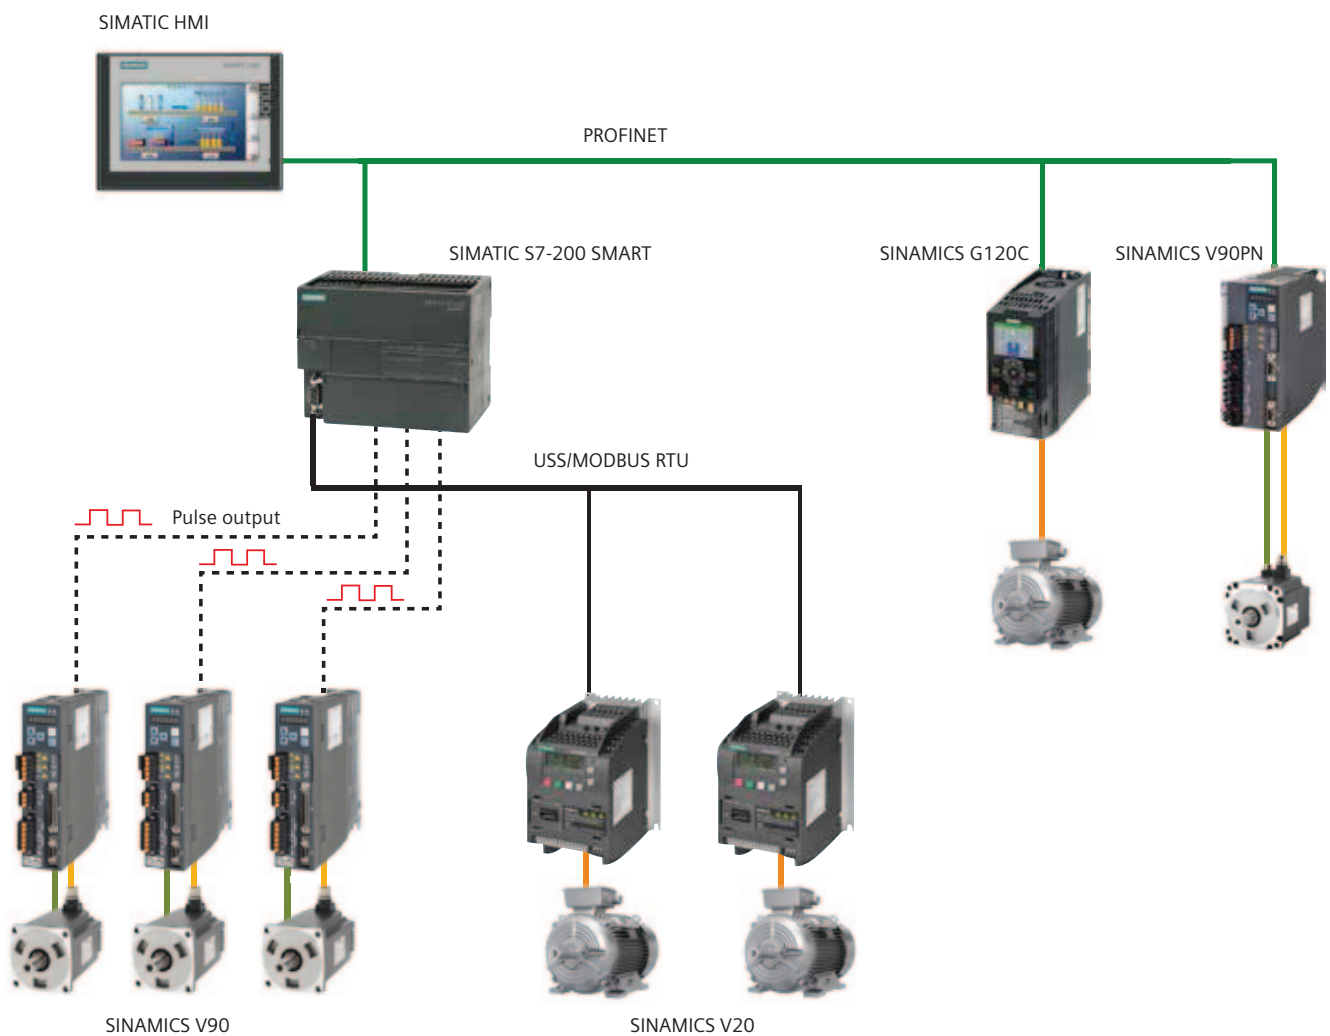 SIMATIC HMI
SIEMENS
PROFINET
SIMATIC S7-200 SMART
SINAMICS G120C
SINAMICS V90PN
USS/MODBUS RTU
Pulse output
SINAMICS V90
SINAMICS V20